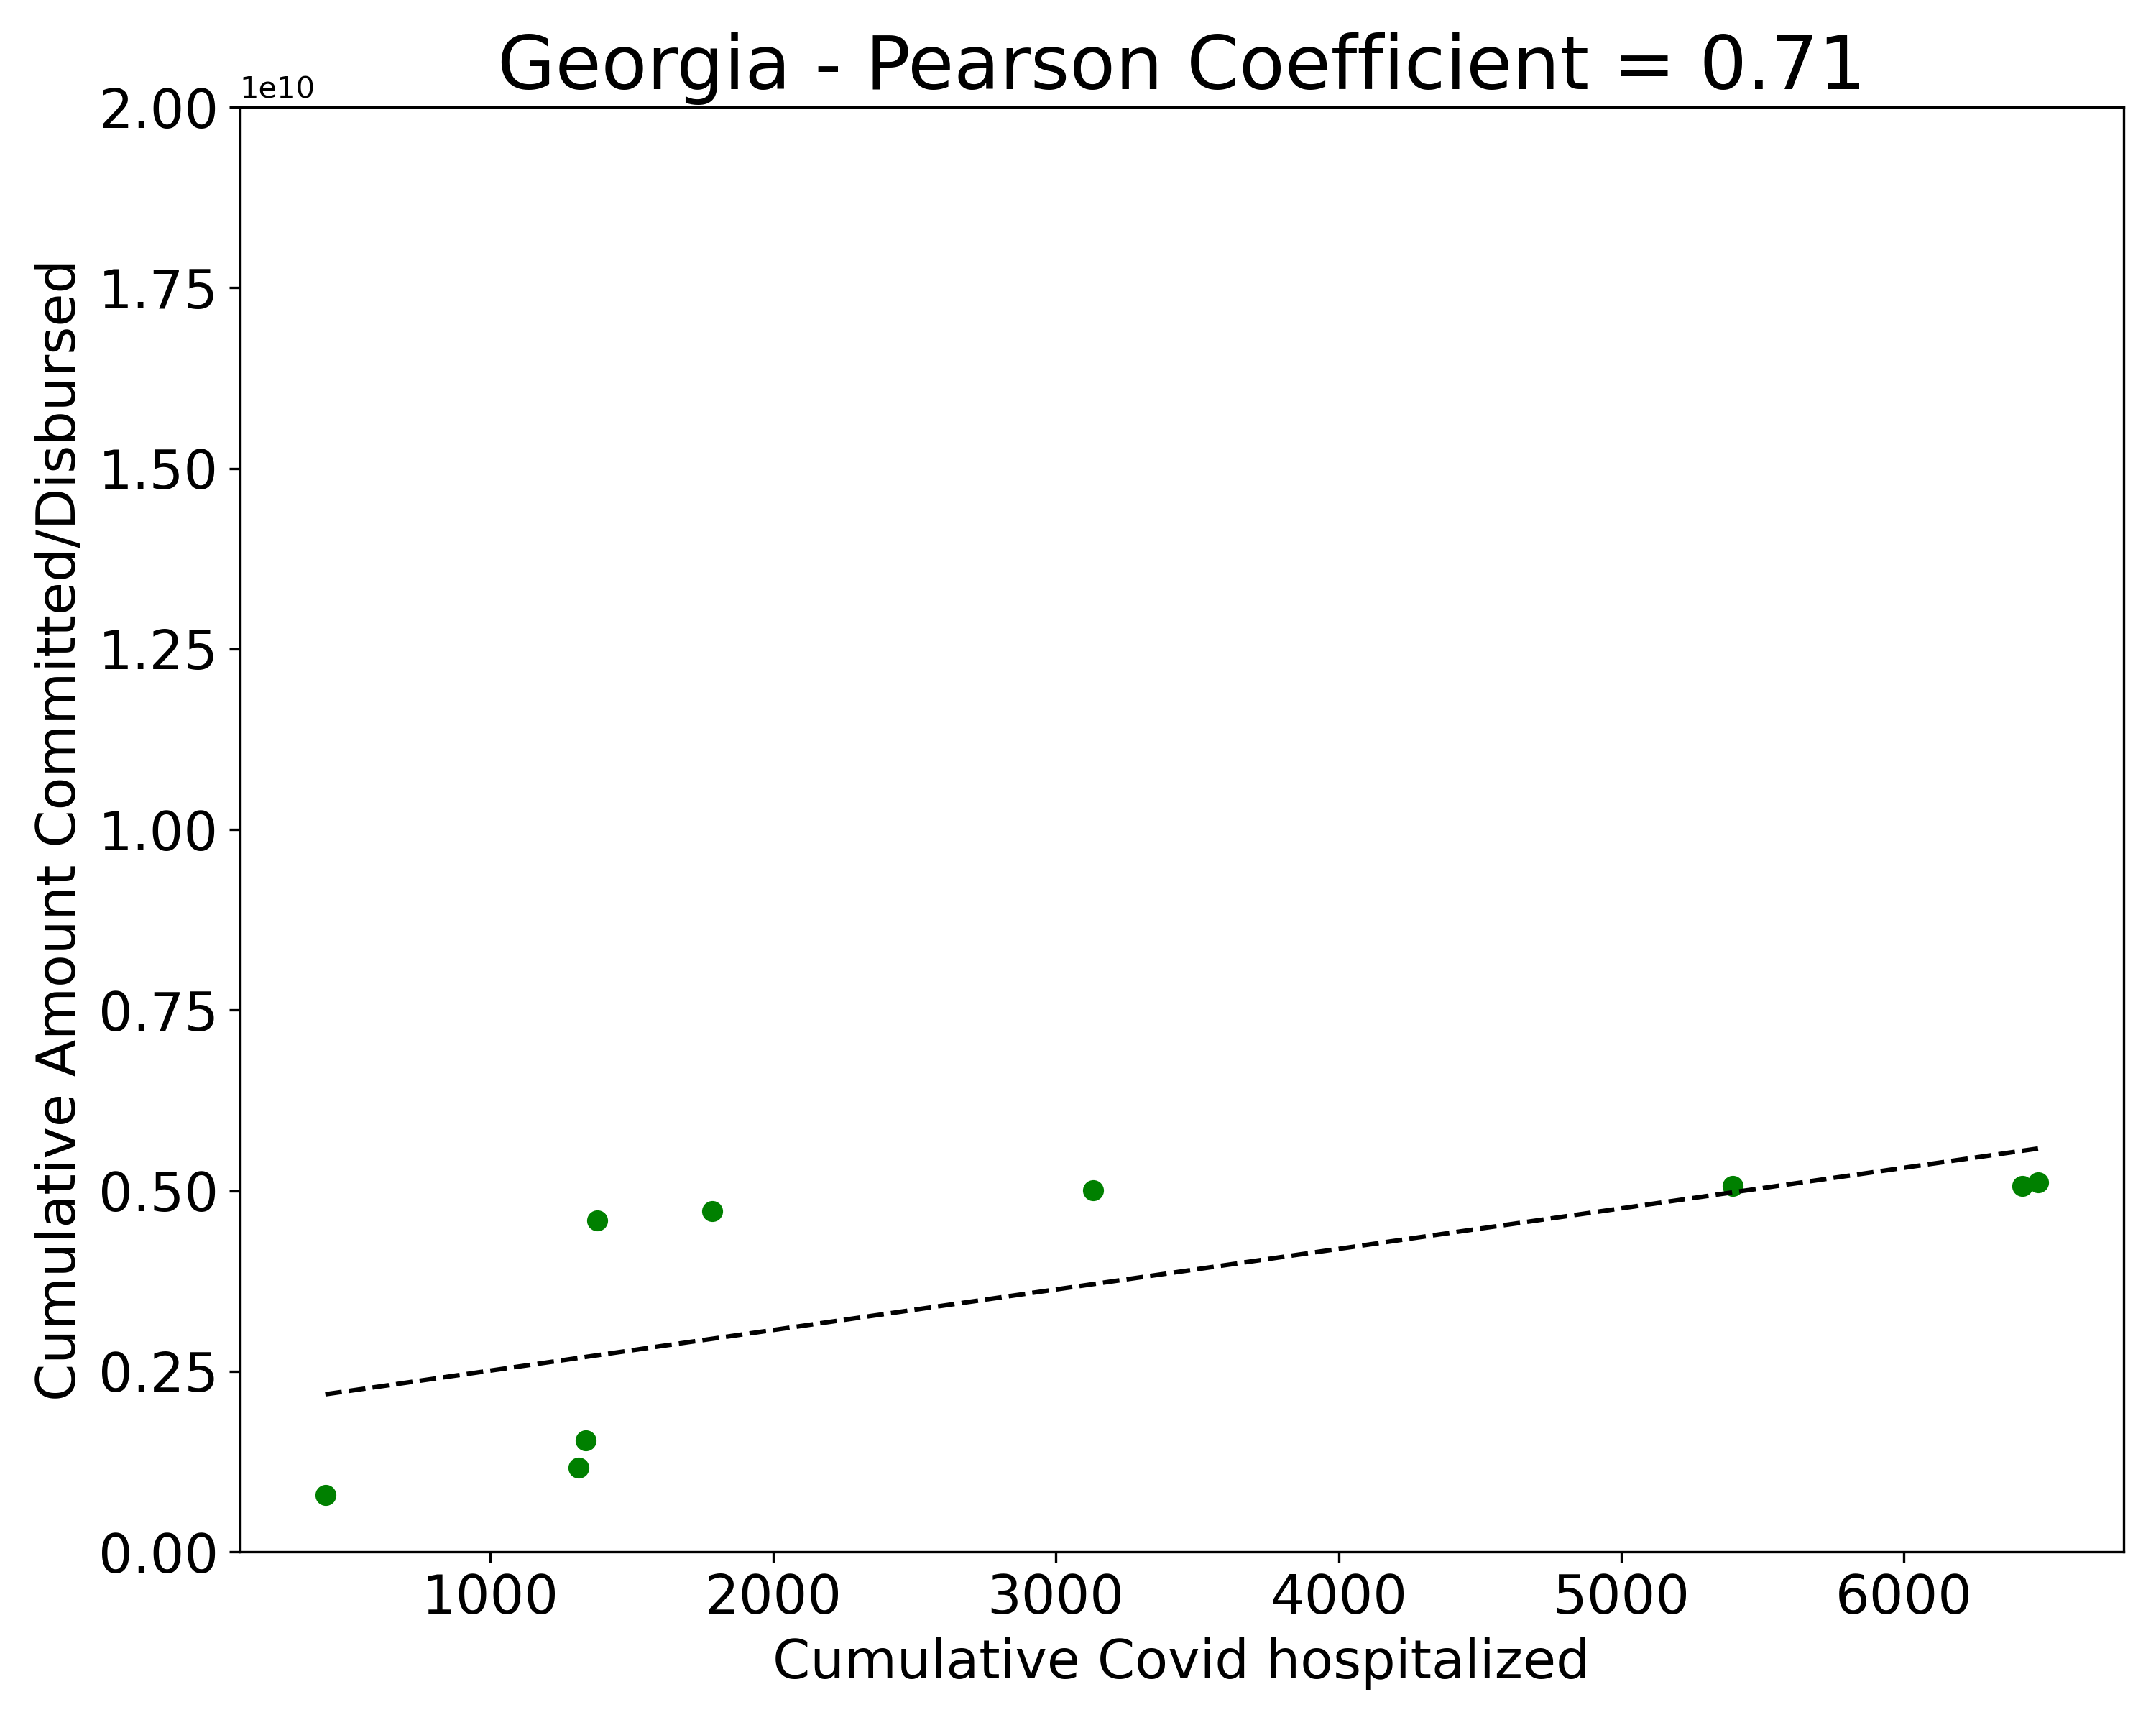 Georgia - Pearson Coefficient = 0.71
1e10
2.00
1.75
1.50
1.25
1.00
0.75
0.50
0.25
0.00
Cumulative Amount Committed/Disbursed
1000 2000 3000 4000 5000 6000
Cumulative Covid hospitalized